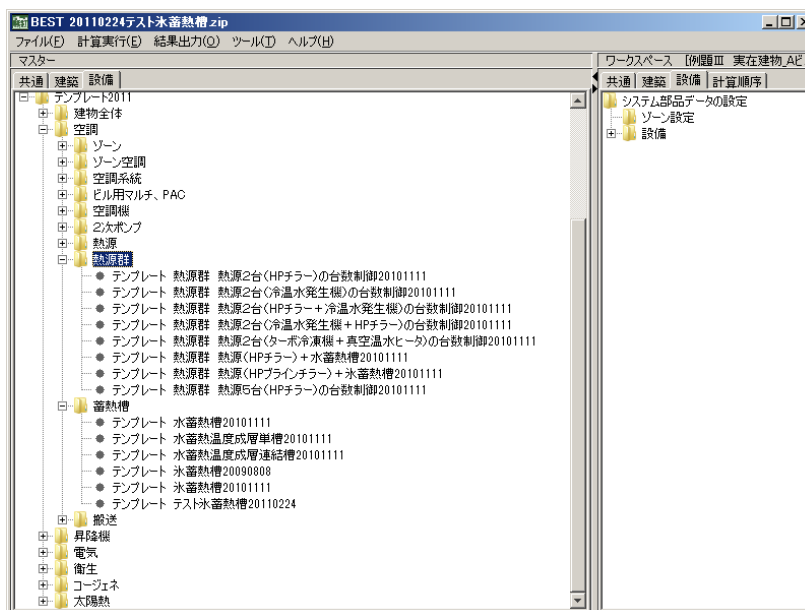 BEST 20110224テスト氷蓄熱槽.zip
ファイル(F) 計算実行(E) 結果出力(O) ツール(T) ヘルプ(H)
マスター
共通 建築 設備
テンプレート2011
建物全体
空調
ゾーン
ゾーン空調
空調系統
ビル用マルチ、PAC
空調機
2次ポンプ
熱源
熱源群
テンプレート 熱源群 熱源2台(HPチラー)の台数制御20101111
テンプレート 熱源群 熱源2台(冷温水発生機)の台数制御20101111
テンプレート 熱源群 熱源2台(HPチラー+冷温水発生機)の台数制御20101111
テンプレート 熱源群 熱源2台(冷温水発生機+HPチラー)の台数制御20101111
テンプレート 熱源群 熱源2台(ターボ冷凍機+真空温水ヒータ)の台数制御20101111
テンプレート 熱源群 熱源(HPチラー)+水蓄熱槽20101111
テンプレート 熱源群 熱源(HPブラインチラー)+氷蓄熱槽20101111
テンプレート 熱源群 熱源5台(HPチラー)の台数制御20101111
蓄熱槽
テンプレート 水蓄熱槽20101111
テンプレート 水蓄熱温度成層単槽20101111
テンプレート 水蓄熱温度成層連結槽20101111
テンプレート 氷蓄熱槽20090808
テンプレート 氷蓄熱槽20101111
テンプレート テスト氷蓄熱槽20110224
搬送
昇降機
電気
衛生
コージェネ
太陽熱
ワークスペース [例題Ⅲ 実在建物_Aビ
共通 建築 設備 計算順序
システム部品データの設定
ゾーン設定
設備